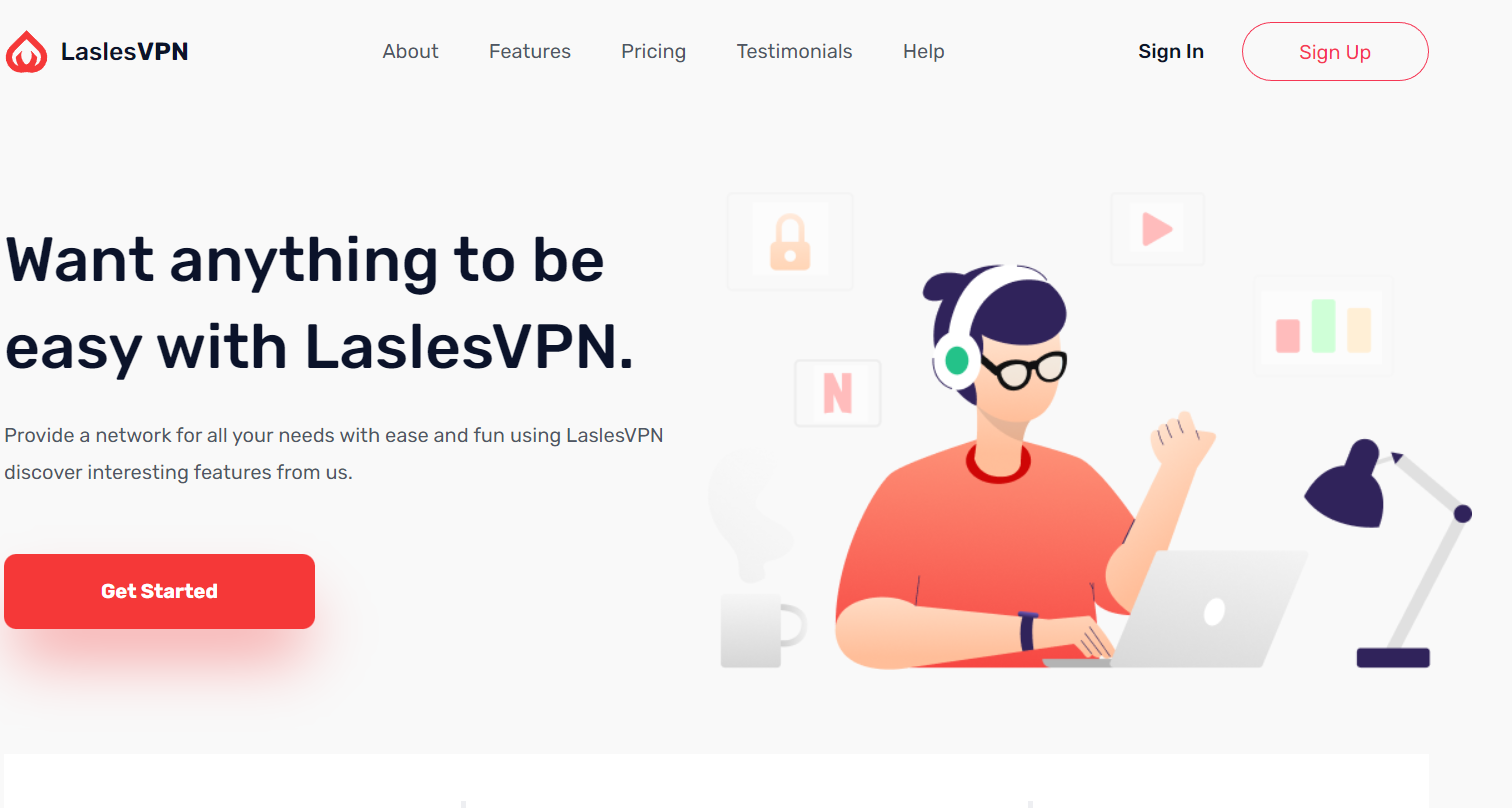 LaslesVPN
About
Features
Pricing
Testimonials
Help
Sign In
Sign Up
Want anything to be
easy with LaslesVPN.
Provide a network for all your needs with ease and fun using LaslesVPN
discover interesting features from us.
Get Started
N